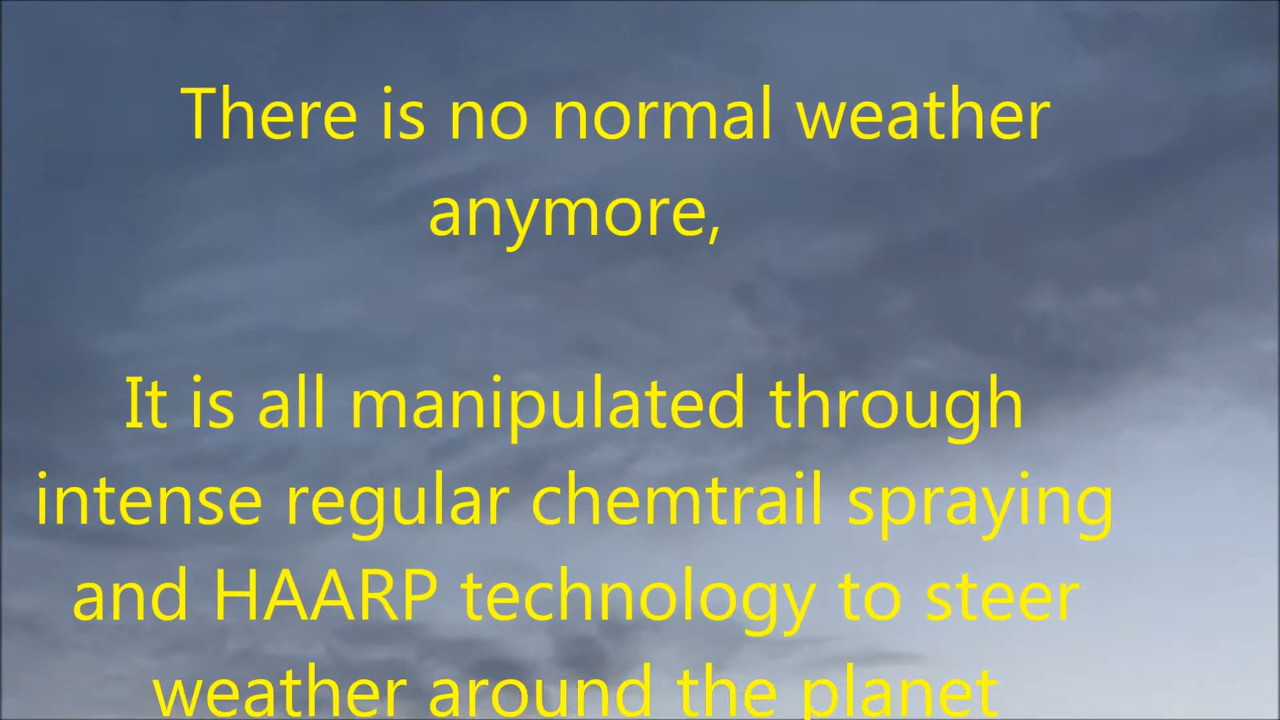 There is no normal weather
anymore,
It is all manipulated through
intense regular chemtrail spraying
and HAARP technology to steer
weather around the planet